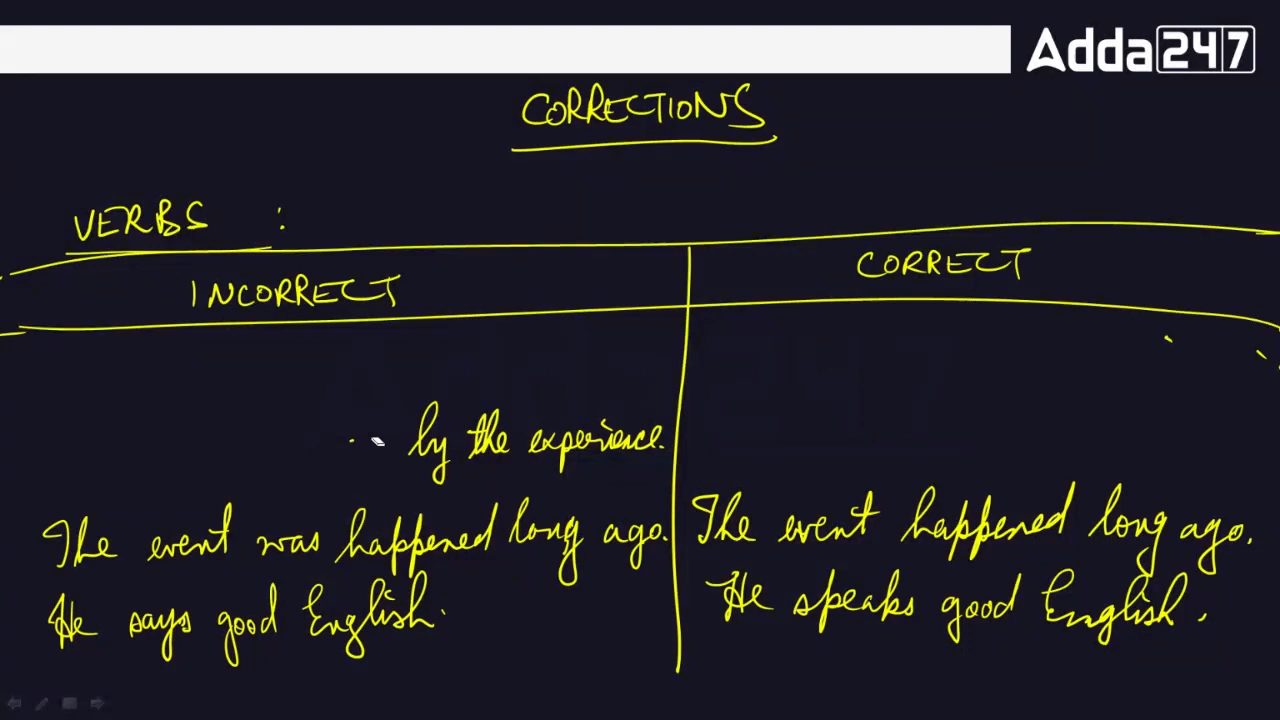 Adda247
CORRECTIONS
VERBS :
INCORRECT
CORRECT
by the experience.
The event was happened long ago.
The event happened long ago.
He says good English.
He speaks good English.